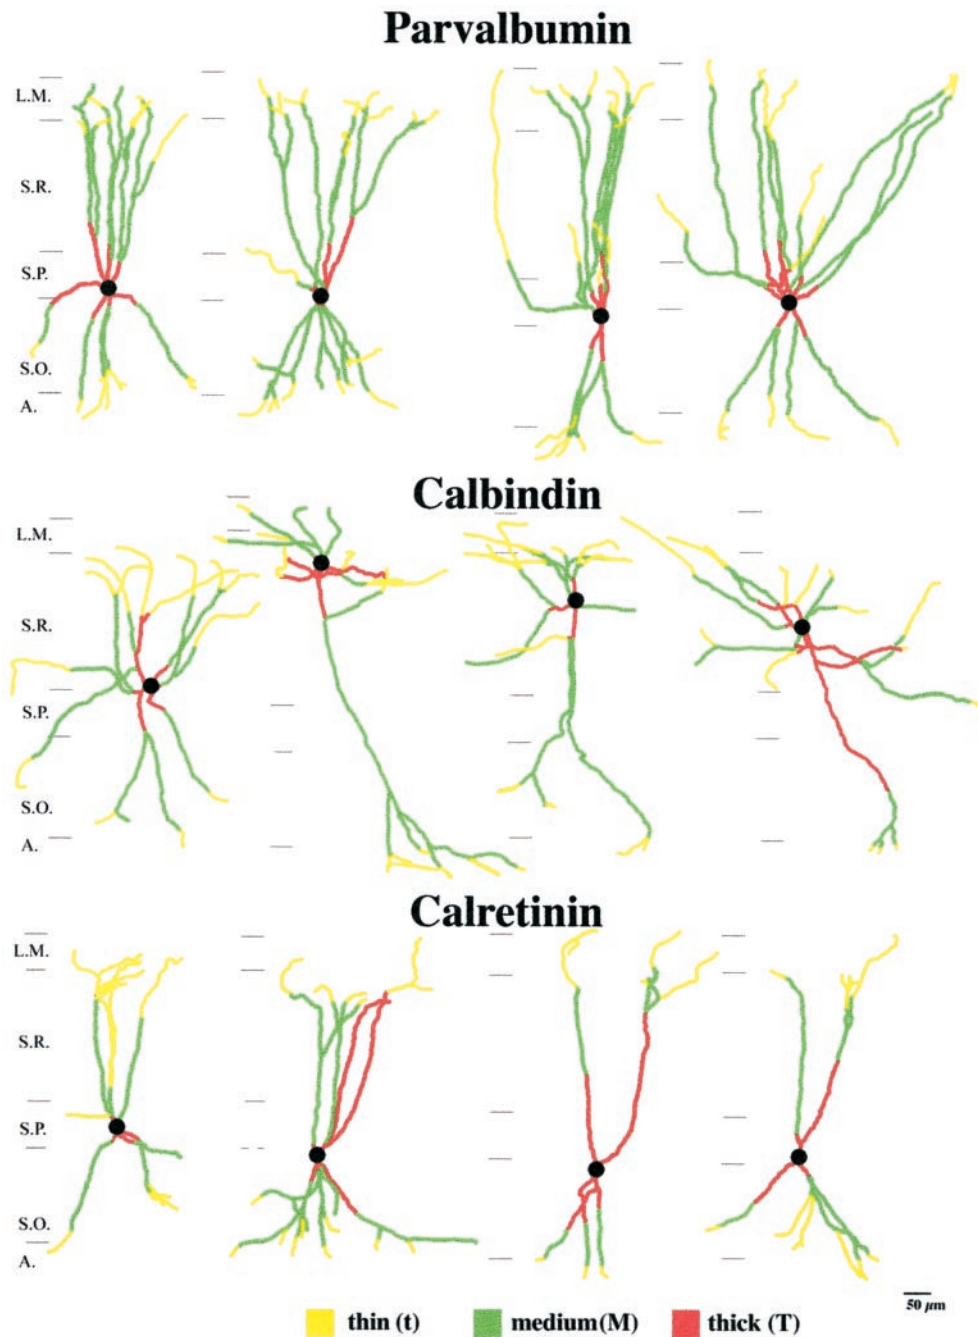 Parvalbumin
L.M.
S.R.
S.P.
S.O.
A.
Calbindin
L.M.
S.R.
S.P.
S.O.
A.
Calretinin
L.M.
S.R.
S.P.
S.O.
A.
50 µm
thin (t) medium(M) thick (T)